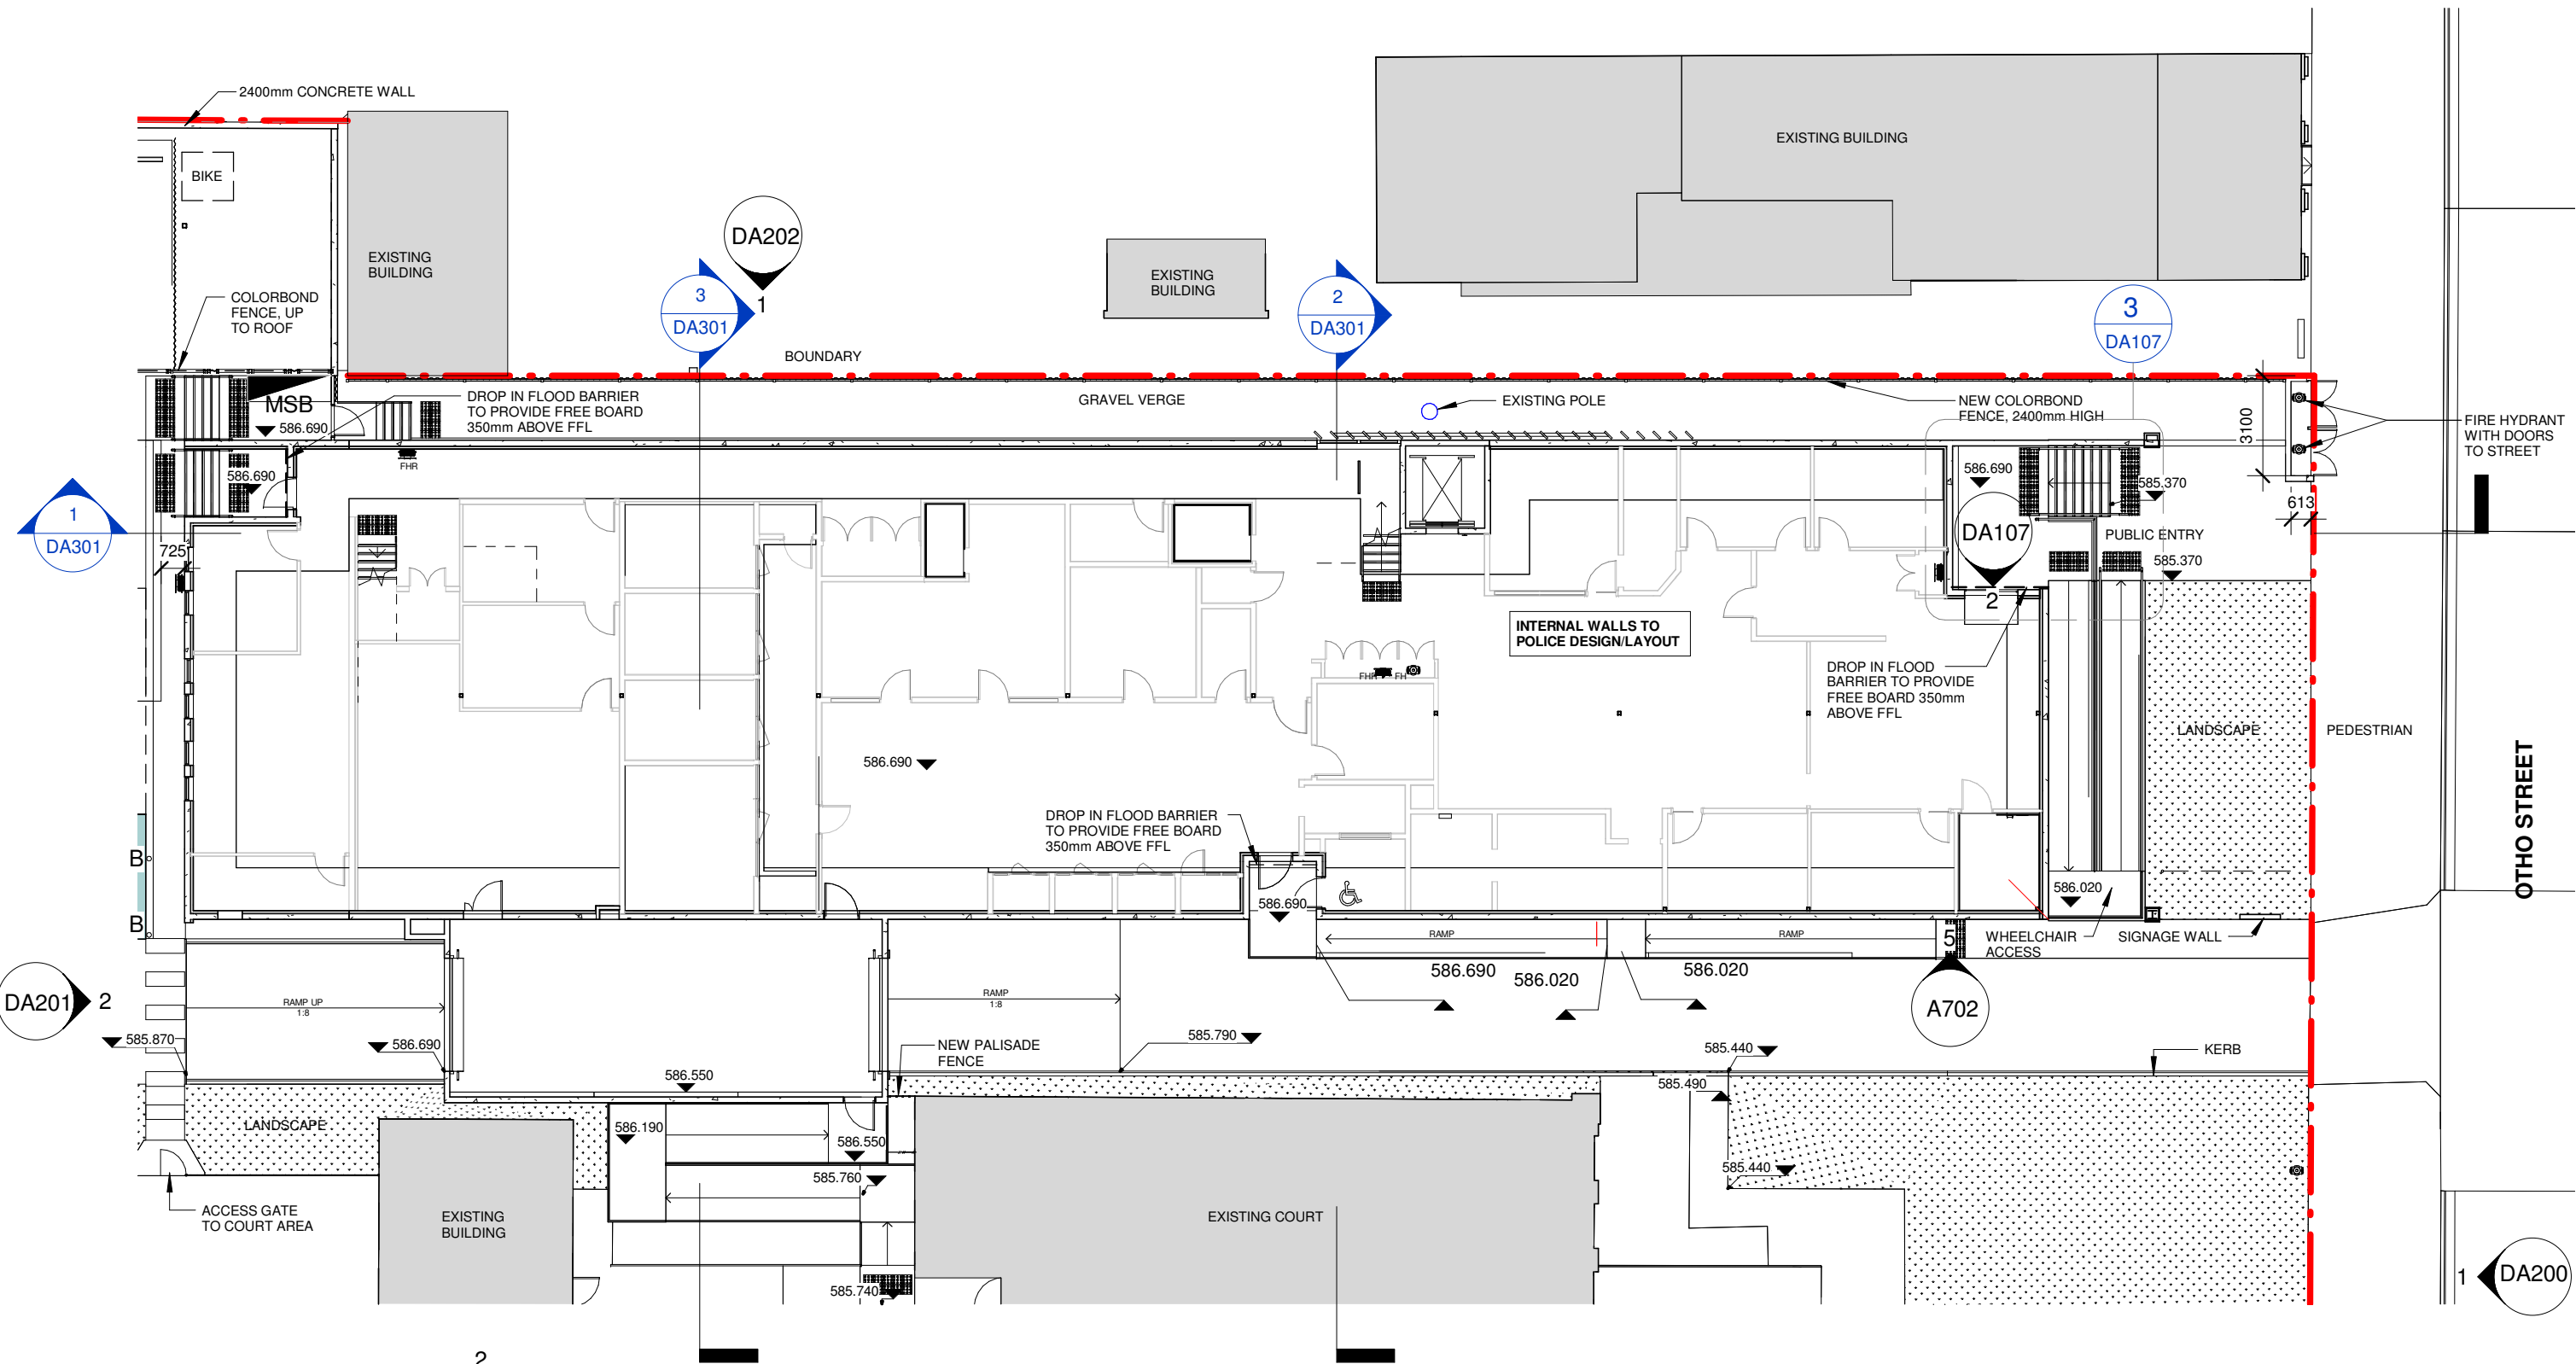 2400mm CONCRETE WALL
BIKE
EXISTING
BUILDING
COLORBOND
FENCE, UP
TO ROOF
DA202
1
3
DA301
EXISTING
BUILDING
2
DA301
EXISTING BUILDING
3
DA107
BOUNDARY
MSB
586.690
DROP IN FLOOD BARRIER
TO PROVIDE FREE BOARD
350mm ABOVE FFL
GRAVEL VERGE
EXISTING POLE
NEW COLORBOND
FENCE, 2400mm HIGH
3100
FIRE HYDRANT
WITH DOORS
TO STREET
FHR
586.690
586.690
585.370
613
1
DA301
725
DA107
2
PUBLIC ENTRY
585.370
INTERNAL WALLS TO
POLICE DESIGN/LAYOUT
FHR
FH
DROP IN FLOOD
BARRIER TO PROVIDE
FREE BOARD 350mm
ABOVE FFL
LANDSCAPE
PEDESTRIAN
OTHO STREET
586.690
DROP IN FLOOD BARRIER
TO PROVIDE FREE BOARD
350mm ABOVE FFL
B
B
586.690
586.020
RAMP
RAMP
5
WHEELCHAIR
ACCESS
SIGNAGE WALL
586.690
586.020
586.020
DA201
2
RAMP UP
1:8
RAMP
1:8
A702
585.870
586.690
NEW PALISADE
FENCE
585.790
585.440
KERB
586.550
585.490
LANDSCAPE
586.190
586.550
585.760
585.440
ACCESS GATE
TO COURT AREA
EXISTING
BUILDING
EXISTING COURT
585.740
1
DA200
2